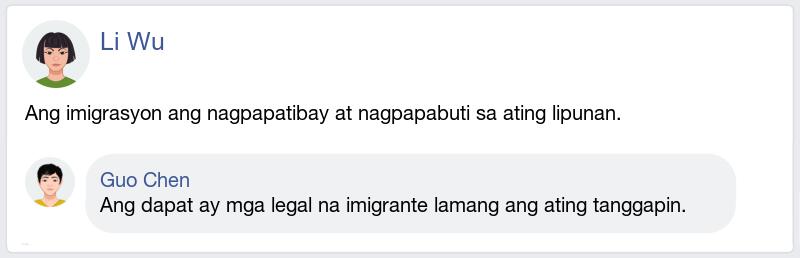 Li Wu
Ang imigrasyon ang nagpapatibay at nagpapabuti sa ating lipunan.
Guo Chen
Ang dapat ay mga legal na imigrante lamang ang ating tanggapin.